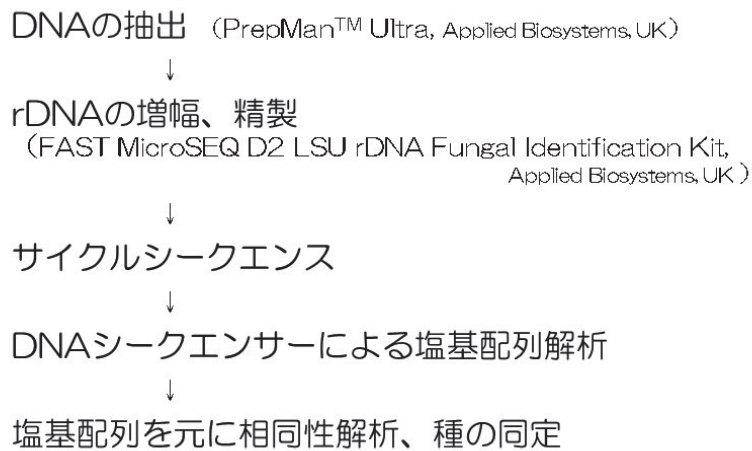 DNAの抽出 （PrepMan™ Ultra, Applied Biosystems, UK）
↓
rDNAの増幅、精製
（FAST MicroSEQ D2 LSU rDNA Fungal Identification Kit,
Applied Biosystems, UK）
↓
サイクルシークエンス
↓
DNAシークエンサーによる塩基配列解析
↓
塩基配列を元に相同性解析、種の同定